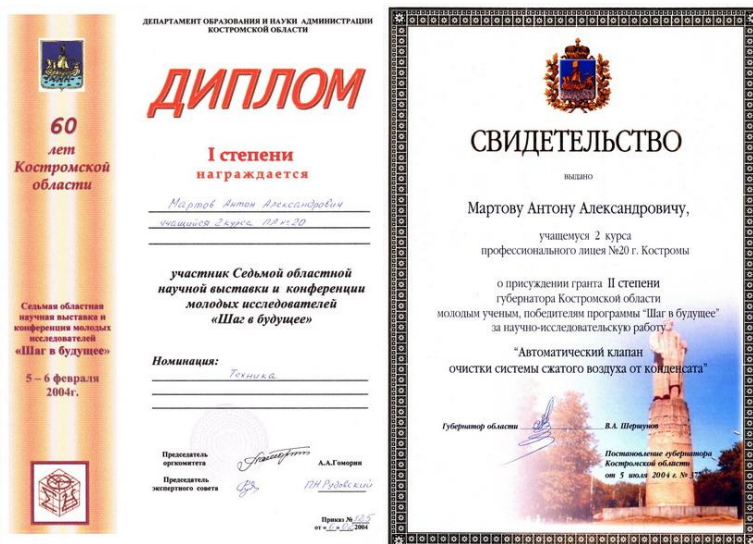 60
лет
Костромской
области
Седьмая областная
научная выставка и
конференция молодых
исследователей
«Шаг в будущее»
5 – 6 февраля
2004г.
ДЕПАРТАМЕНТ ОБРАЗОВАНИЯ И НАУКИ АДМИНИСТРАЦИИ
КОСТРОМСКОЙ ОБЛАСТИ
ДИПЛОМ
I степени
награждается
Мартов Антон Александрович
учащийся 2 курса ПЛ №20
участник Седьмой областной
научной выставки и конференции
молодых исследователей
«Шаг в будущее»
Номинация:
Техника
Председатель
оргкомитета
А.А.Гоморин
Председатель
экспертного совета
П.Н.Рудовский
Приказ № 125
2004
СВИДЕТЕЛЬСТВО
выдано
Мартову Антону Александровичу,
учащемуся 2 курса
профессионального лицея №20 г. Костромы
о присуждении гранта II степени
губернатора Костромской области
молодым ученым, победителям программы "Шаг в будущее"
за научно-исследовательскую работу
"Автоматический клапан
очистки системы сжатого воздуха от конденсата"
Губернатор области
В.А. Шершунов
Постановление губернатора
Костромской области
от 5 июля 2004 г. №